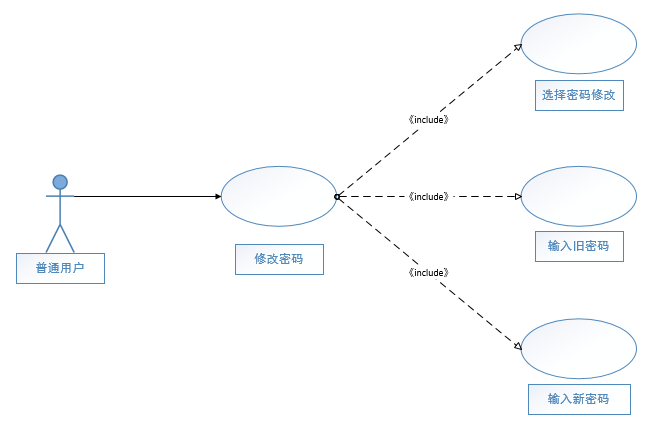 选择密码修改
《include》
普通用户
修改密码
《include》
输入旧密码
《include》
输入新密码